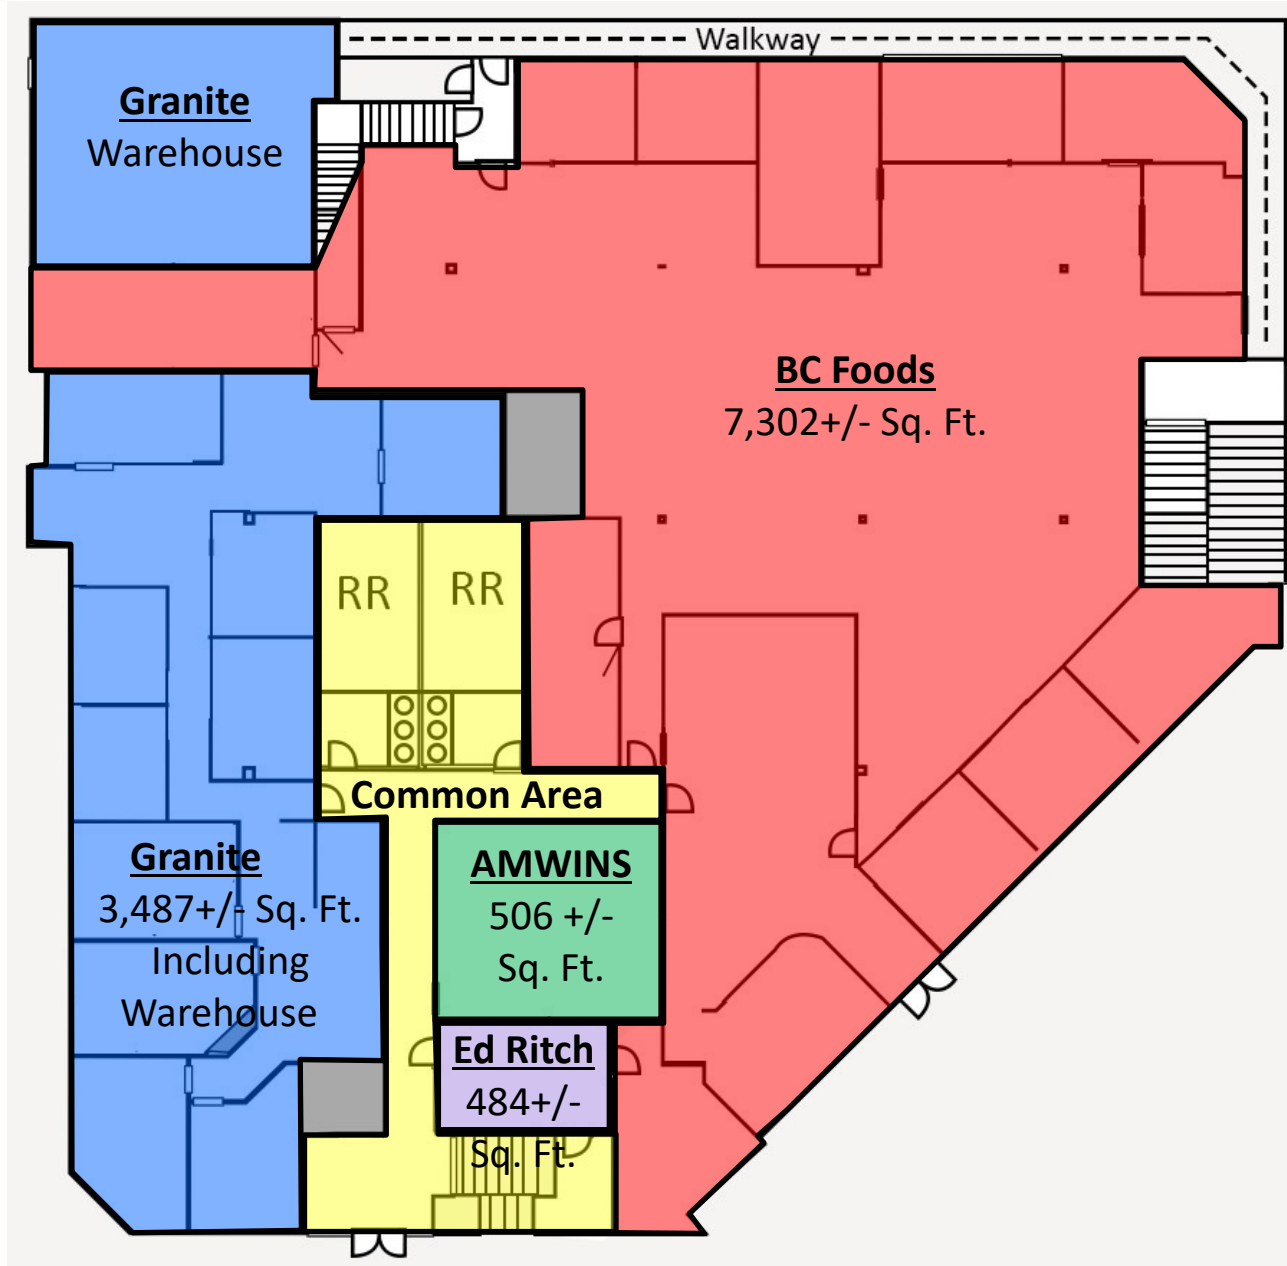 Walkway
Granite
Warehouse
BC Foods
7,302+/- Sq. Ft.
RR
RR
Common Area
Granite
3,487+/- Sq. Ft.
Including
Warehouse
AMWINS
506 +/-
Sq. Ft.
Ed Ritch
484+/-
Sq. Ft.